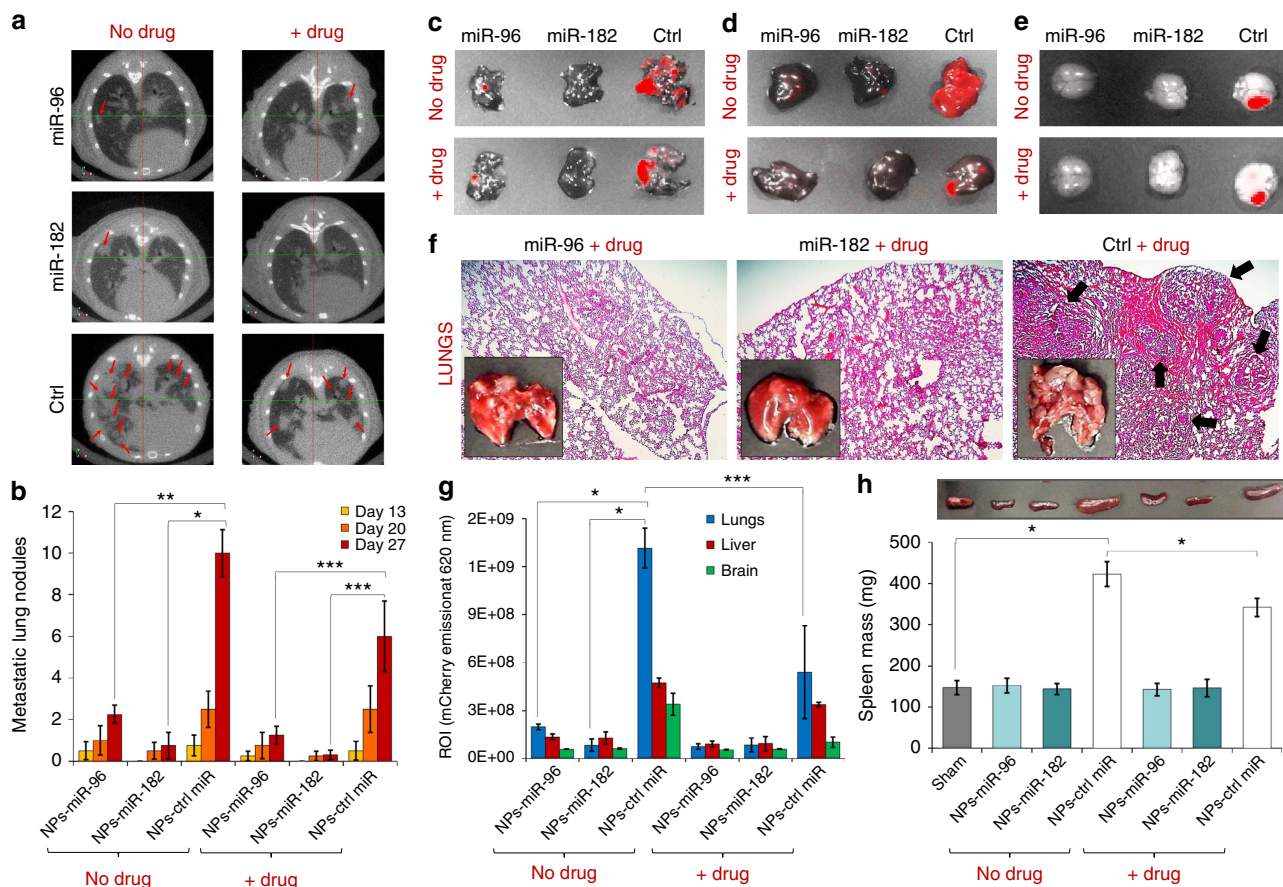 a
No drug
+ drug
miR-96
miR-182
Ctrl
b
**
*
***
***
Day 13
Day 20
Day 27
Metastatic lung nodules
12
10
8
6
4
2
0
NPs-miR-96
NPs-miR-182
NPs-ctrl miR
NPs-miR-96
NPs-miR-182
NPs-ctrl miR
No drug
+ drug
c
miR-96 miR-182 Ctrl
No drug
+ drug
d
miR-96 miR-182 Ctrl
No drug
+ drug
e
miR-96 miR-182 Ctrl
No drug
+ drug
f
miR-96 + drug
miR-182 + drug
Ctrl + drug
LUNGS
g
*
*
***
Lungs
Liver
Brain
ROI (mCherry emissionat 620 nm)
2E+09
1E+09
9E+08
6E+08
3E+08
0E+00
NPs-miR-96
NPs-miR-182
NPs-ctrl miR
NPs-miR-96
NPs-miR-182
NPs-ctrl miR
No drug
+ drug
h
*
*
Spleen mass (mg)
500
400
300
200
100
0
Sham
NPs-miR-96
NPs-miR-182
NPs-ctrl miR
NPs-miR-96
NPs-miR-182
NPs-ctrl miR
No drug
+ drug